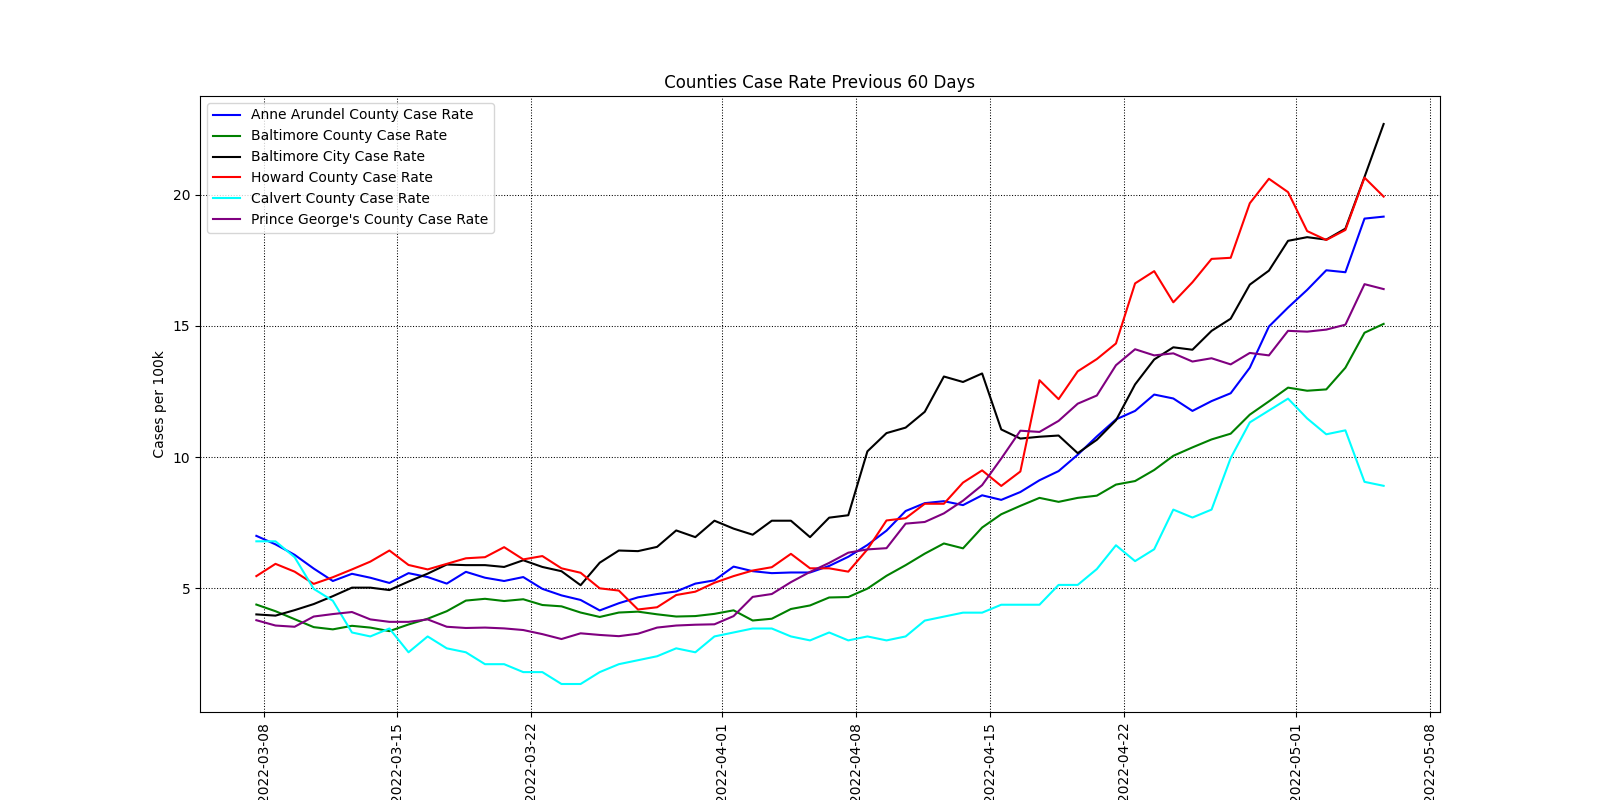 Counties Case Rate Previous 60 Days
Anne Arundel County Case Rate
Baltimore County Case Rate
Baltimore City Case Rate
Howard County Case Rate
Calvert County Case Rate
Prince George's County Case Rate
Cases per 100k
20
15
10
5
2022-03-08
2022-03-15
2022-03-22
2022-04-01
2022-04-08
2022-04-15
2022-04-22
2022-05-01
2022-05-08